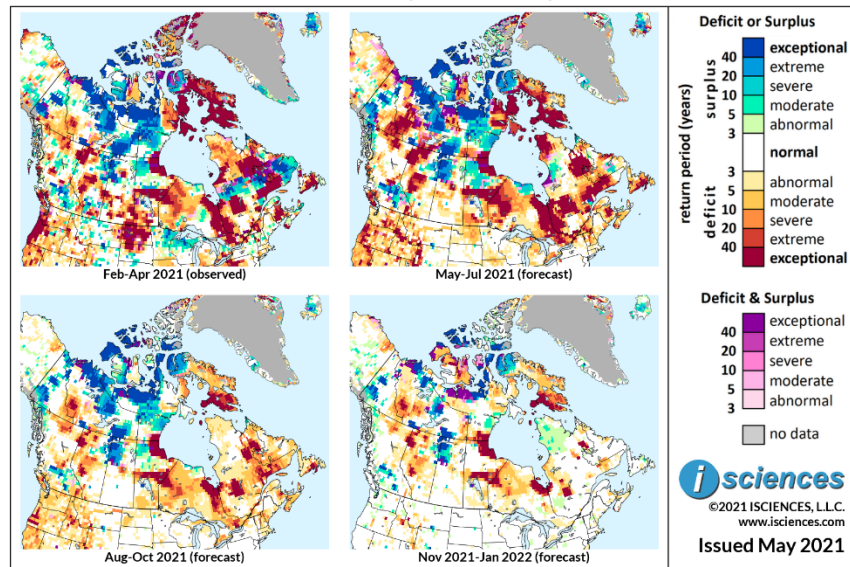 Feb-Apr 2021 (observed)
May-Jul 2021 (forecast)
Aug-Oct 2021 (forecast)
Nov 2021-Jan 2022 (forecast)
Deficit or Surplus
exceptional
40
extreme
20
severe
10
moderate
5
abnormal
3
normal
3
abnormal
5
moderate
10
severe
20
extreme
40
exceptional
return period (years)
deficit surplus
Deficit & Surplus
exceptional
40
extreme
20
severe
10
moderate
5
abnormal
3
no data
i sciences
©2021 ISCIENCES, L.L.C.
www.isciences.com
Issued May 2021